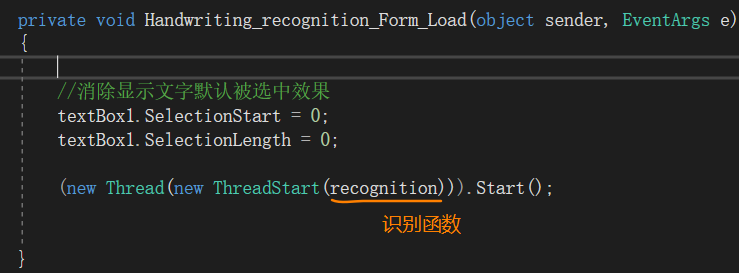 private void Handwriting_recognition_Form_Load(object sender, EventArgs e)
{
//消除显示文字默认被选中效果
textBox1.SelectionStart = 0;
textBox1.SelectionLength = 0;
(new Thread(new ThreadStart(recognition))).Start();
识别函数
}